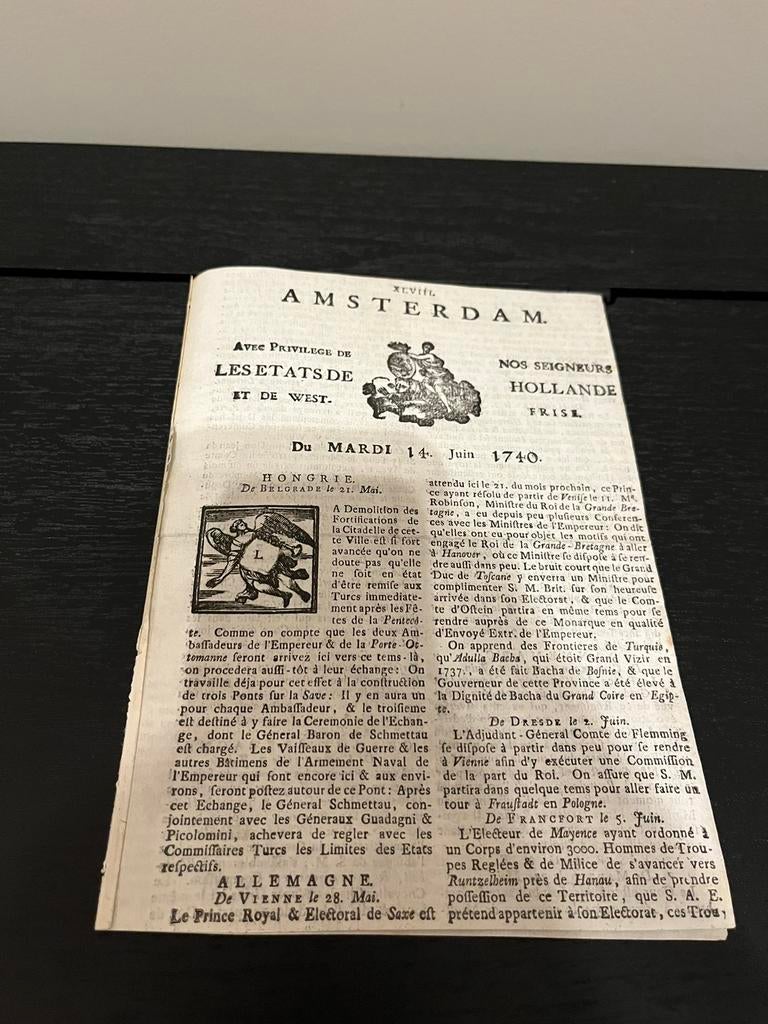 XLVIII.
AMSTERDAM.
AVEC PRIVILEGE DE
NOS SEIGNEURS
LES ETATS DE
HOLLANDE
ET DE WEST-
FRISE.
Du MARDI 14. Juin 1740.
HONGRIE.
De BELGRADE le 21. Mai.
L
A Demolition des
Fortifications de
la Citadelle de cet-
te Ville eſt ſi fort
avancée qu'on ne
doute pas qu'elle
ne ſoit en état
d'être remiſe aux
Turcs immediate-
ment après les Fê-
tes de la Pentecô-
te. Comme on compte que les deux Am-
baſſadeurs de l'Empereur & de la Porte-Ot-
tomanne ſeront arrivez ici vers ce tems-là,
on procedera auſſi-tôt à leur échange: On
travaille déja pour cet effet à la conſtruction
de trois Ponts ſur la Save: Il y en aura un
pour chaque Ambaſſadeur, & le troiſieme
eſt deſtiné à y faire la Ceremonie de l'Echan-
ge, dont le Général Baron de Schmettau
eſt chargé. Les Vaiſſeaux de Guerre & les
autres Bâtimens de l'Armement Naval de
l'Empereur qui ſont encore ici & aux envi-
rons, ſeront poſtez autour de ce Pont: Après
cet Echange, le Général Schmettau, con-
jointement avec les Géneraux Guadagni &
Picolomini, achevera de regler avec les
Commiſſaires Turcs les Limites des Etats
reſpectifs.
ALLEMAGNE.
De VIENNE le 28. Mai.
Le Prince Royal & Electoral de Saxe eſt
attendu ici le 21. du mois prochain, ce Prin-
ce ayant réſolu de partir de Veniſe le 11. Mr.
Robinſon, Miniſtre du Roi de la Grande Bre-
tagne, a eu depuis peu pluſieurs Conferen-
ces avec les Miniſtres de l'Empereur: On dit
qu'elles ont eu pour objet les motifs qui ont
engagé le Roi de la Grande-Bretagne à aller
à Hanover, où ce Miniſtre ſe diſpoſe à ſe ren-
dre auſſi dans peu. Le bruit court que le Grand
Duc de Toſcane y enverra un Miniſtre pour
complimenter S. M. Brit. ſur ſon heureuſe
arrivée dans ſon Electorat, & que le Com-
te d'Oſtein partira en même tems pour ſe
rendre auprès de ce Monarque en qualité
d'Envoyé Extr. de l'Empereur.
On apprend des Frontieres de Turquie,
qu'Adulla Bacha, qui étoit Grand Vizir en
1737., a été fait Bacha de Boſnie, & que le
Gouverneur de cette Province a été élevé à
la Dignité de Bacha du Grand Caire en Egip-
te.
De DRESDE le 2. Juin.
L'Adjudant-Général Comte de Flemming
ſe diſpoſe à partir dans peu pour ſe rendre
à Vienne afin d'y exécuter une Commiſſion
de la part du Roi. On aſſure que S. M.
partira dans quelque tems pour aller faire un
tour à Frauſtadt en Pologne.
De FRANCFORT le 5. Juin.
L'Electeur de Mayence ayant ordonné à
un Corps d'environ 3000. Hommes de Trou-
pes Reglées & de Milice de s'avancer vers
Runtzelheim près de Hanau, afin de prendre
poſſeſſion de ce Territoire, que S. A. E.
prétend appartenir à ſon Electorat, ces Trou-